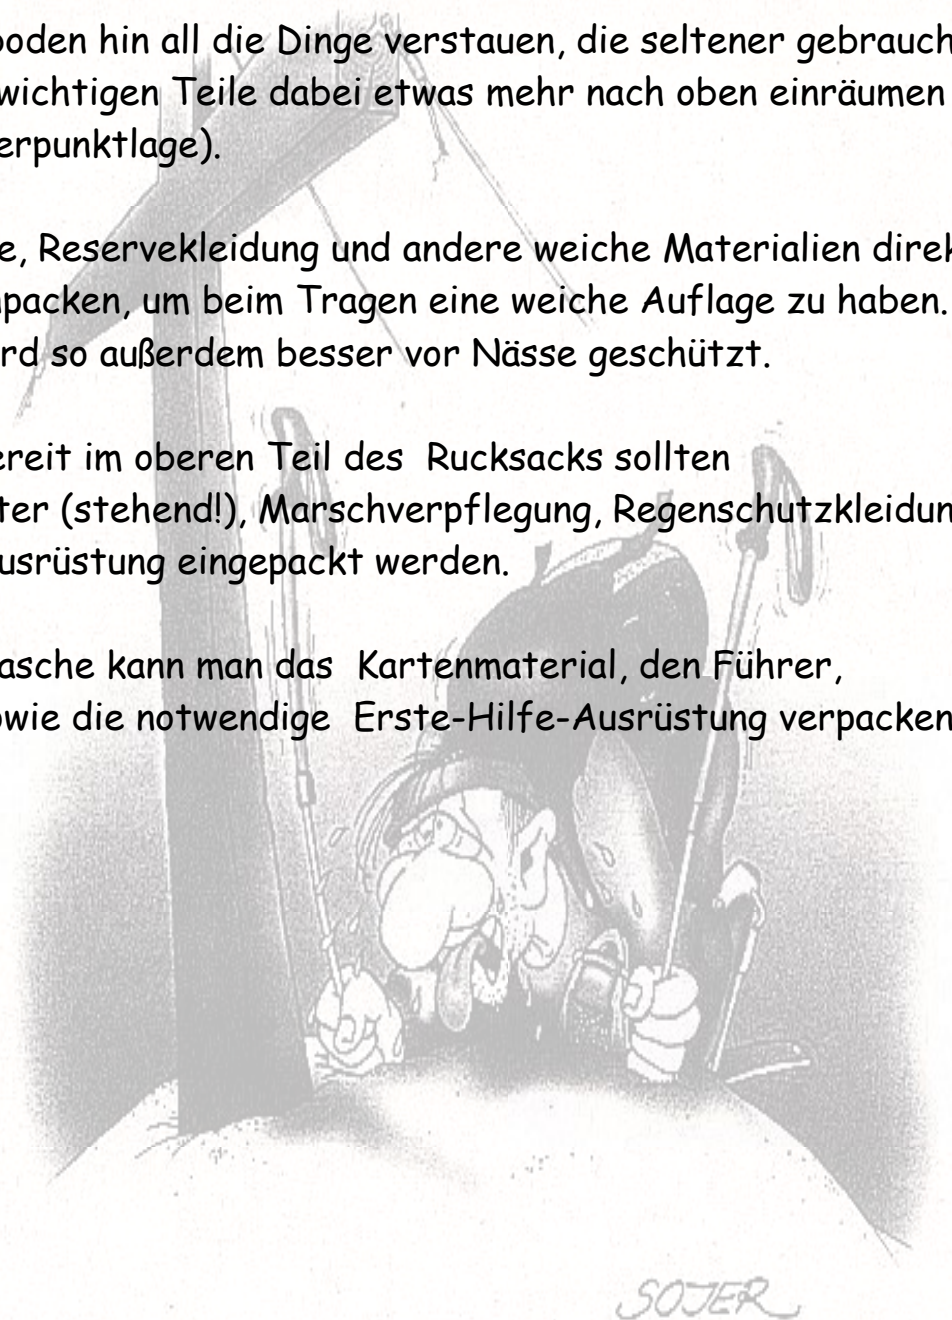 boden hin all die Dinge verstauen, die seltener gebrauch
wichtigen Teile dabei etwas mehr nach oben einräumen
erpunktlage).
e, Reservekleidung und andere weiche Materialien direk
packen, um beim Tragen eine weiche Auflage zu haben.
rd so außerdem besser vor Nässe geschützt.
ereit im oberen Teil des Rucksacks sollten
ter (stehend!), Marschverpflegung, Regenschutzkleidun
usrüstung eingepackt werden.
asche kann man das Kartenmaterial, den Führer,
owie die notwendige Erste-Hilfe-Ausrüstung verpacken
SOJER